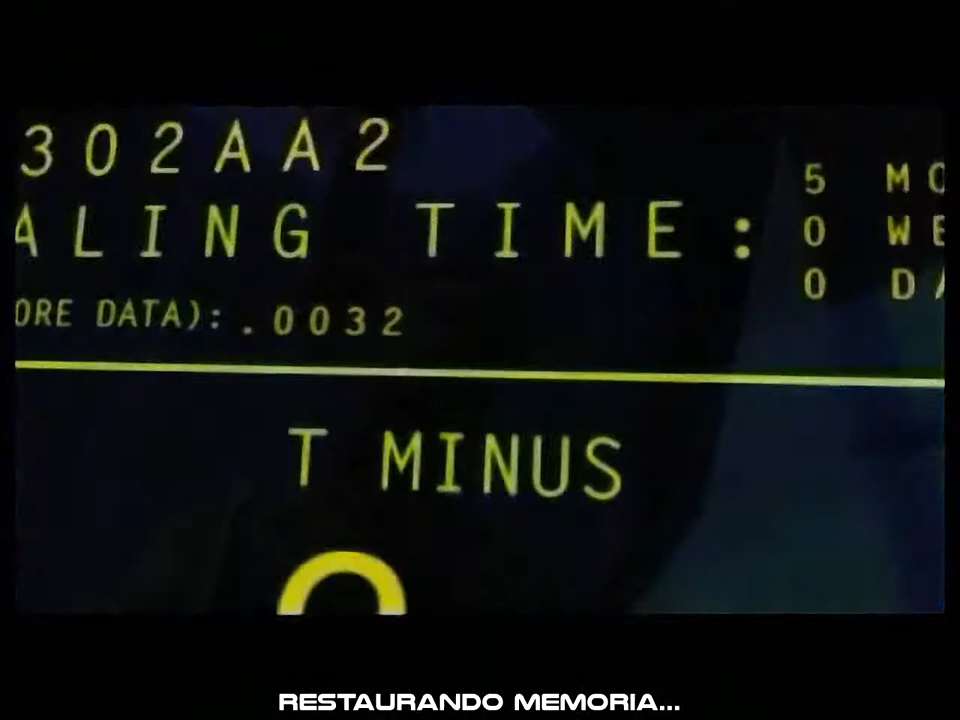 302AA2
ALING TIME:
5 MO
0 WE
0 DA
ORE DATA): .0032
T MINUS
RESTAURANDO MEMORIA...